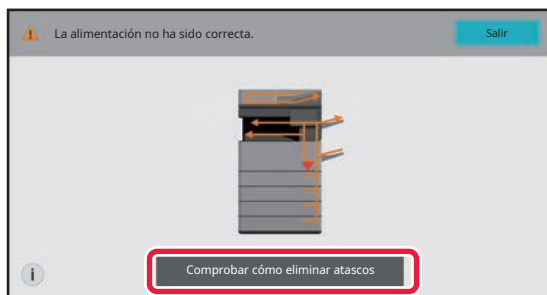 La alimentación no ha sido correcta.
Salir
i
Comprobar cómo eliminar atascos